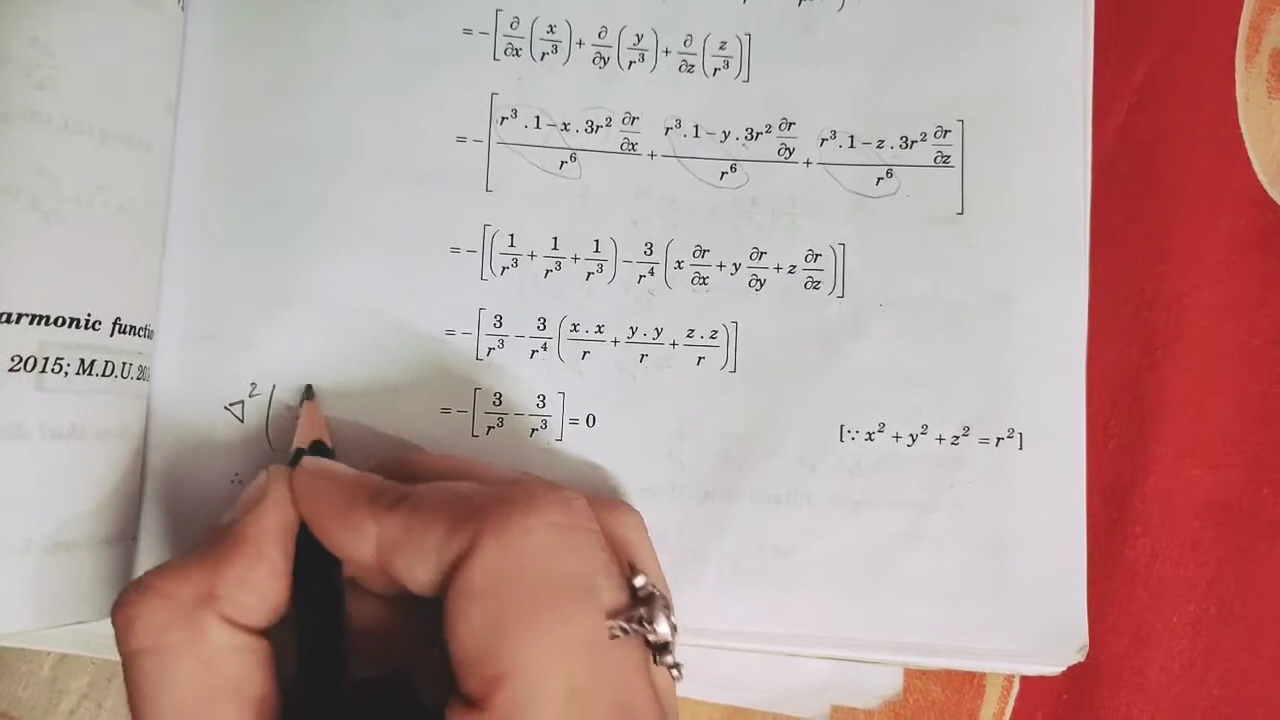 = - [ ∂/∂x (x/r³) + ∂/∂y (y/r³) + ∂/∂z (z/r³) ]
= - [ (r³ . 1 - x . 3r² ∂r/∂x)/r⁶ + (r³ . 1 - y . 3r² ∂r/∂y)/r⁶ + (r³ . 1 - z . 3r² ∂r/∂z)/r⁶ ]
= - [ (1/r³ + 1/r³ + 1/r³) - 3/r⁴ (x ∂r/∂x + y ∂r/∂y + z ∂r/∂z) ]
armonic functio
= - [ 3/r³ - 3/r⁴ (x . x/r + y . y/r + z . z/r) ]
2015; M.D.U. 20
∇² (
= - [ 3/r³ - 3/r³ ] = 0 [∵ x² + y² + z² = r²]
∴